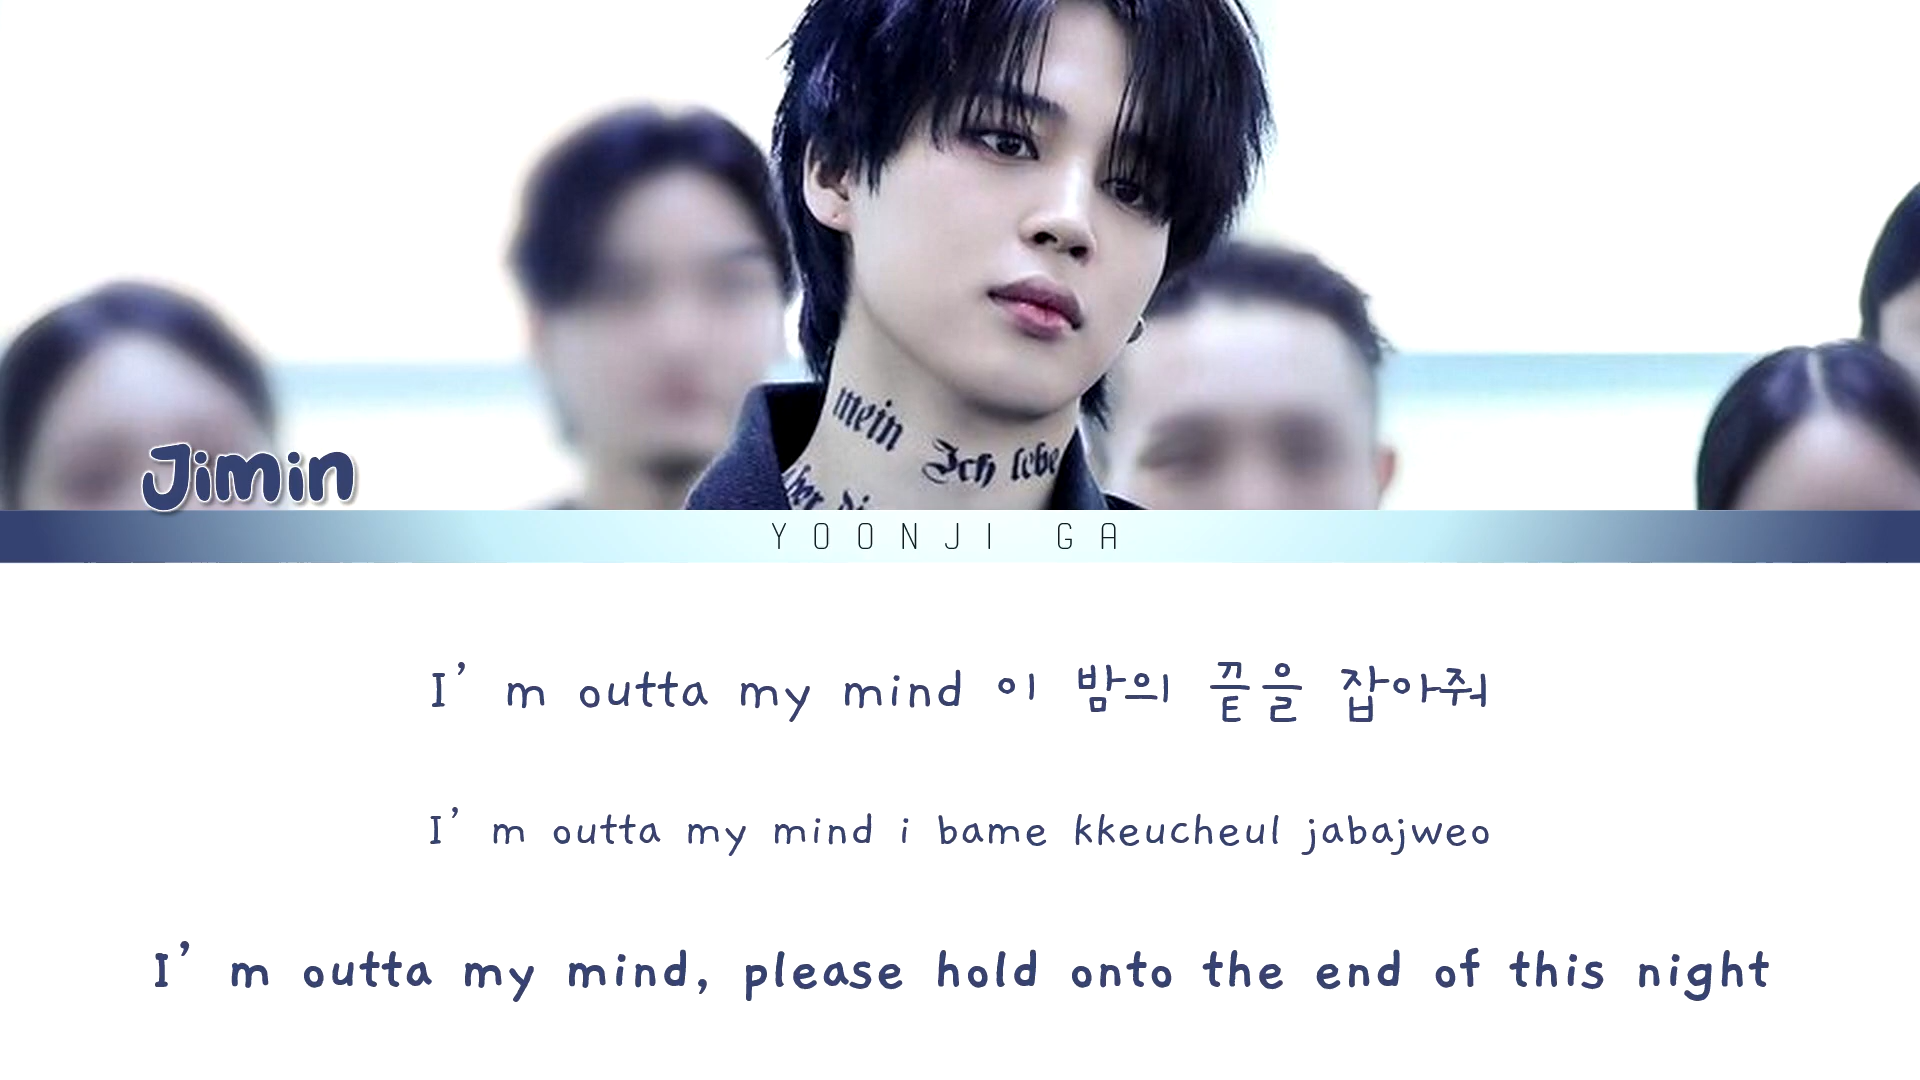 mein
Ich lebe
Jimin
YOONJI GA
I'm outta my mind 이 밤의 끝을 잡아줘
I'm outta my mind i bame kkeucheul jabajweo
I'm outta my mind, please hold onto the end of this night